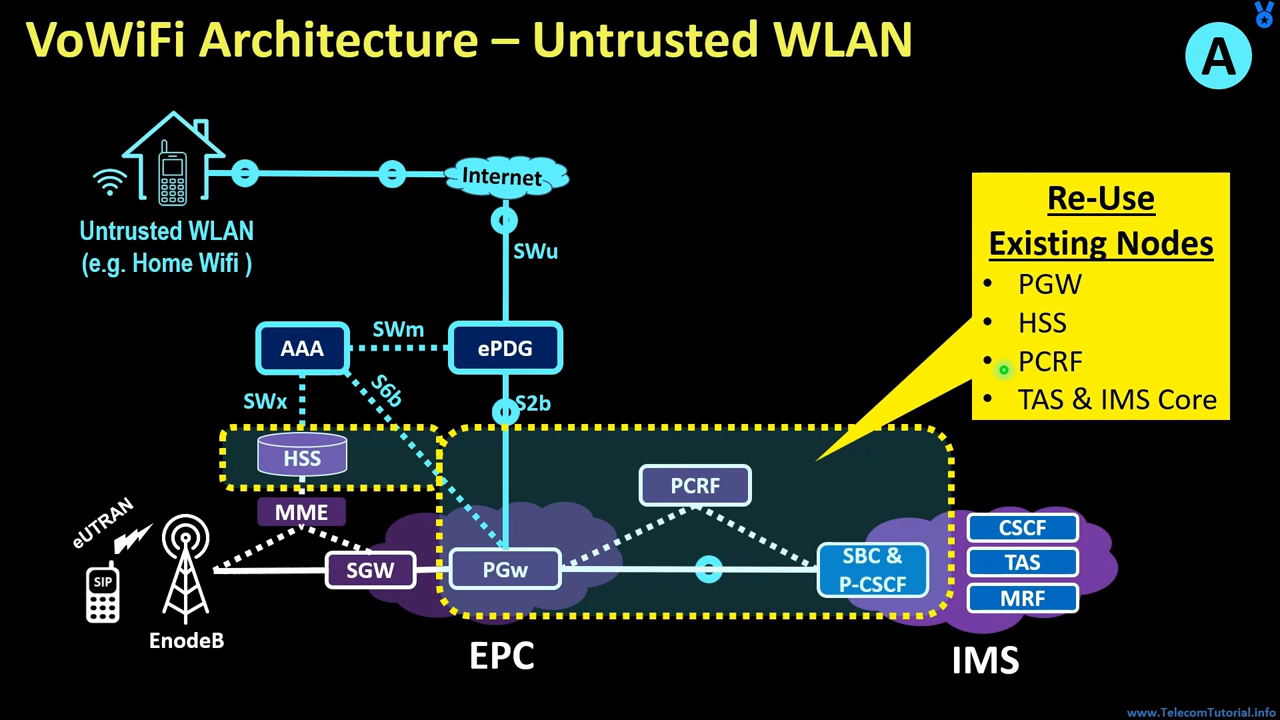 VoWiFi Architecture – Untrusted WLAN
A
Internet
Untrusted WLAN
(e.g. Home Wifi )
SWu
Re-Use
Existing Nodes
• PGW
• HSS
• PCRF
• TAS & IMS Core
AAA
SWm
ePDG
SWx
S6b
S2b
HSS
PCRF
MME
eUTRAN
SIP
EnodeB
SGW
PGw
SBC &
P-CSCF
CSCF
TAS
MRF
EPC
IMS
www.TelecomTutorial.info